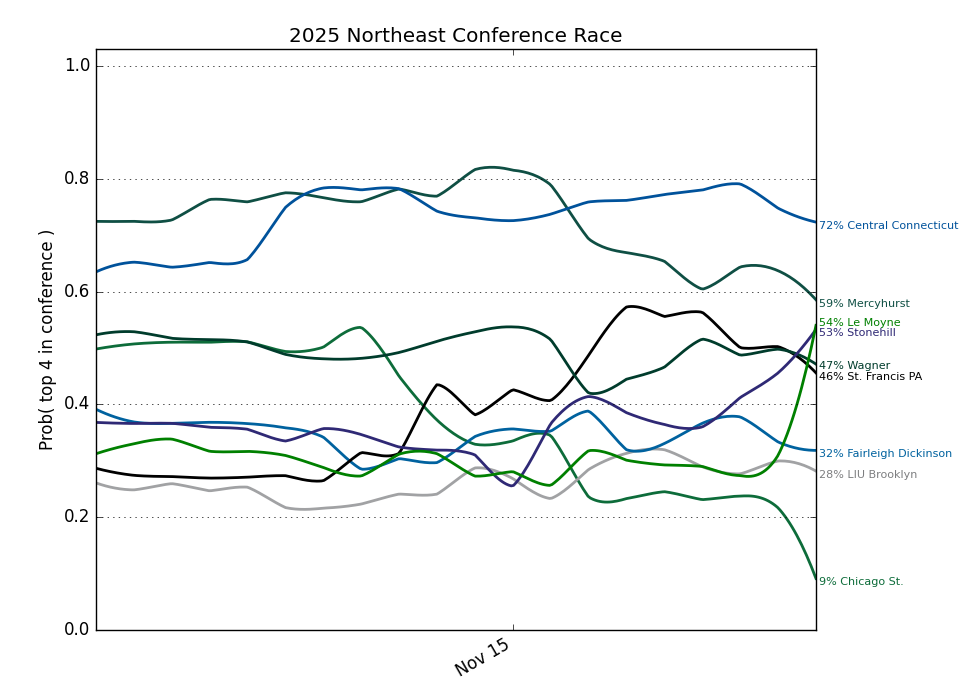 2025 Northeast Conference Race
Prob( top 4 in conference )
1.0
0.8
0.6
0.4
0.2
0.0
Nov 15
72% Central Connecticut
59% Mercyhurst
54% Le Moyne
53% Stonehill
47% Wagner
46% St. Francis PA
32% Fairleigh Dickinson
28% LIU Brooklyn
9% Chicago St.